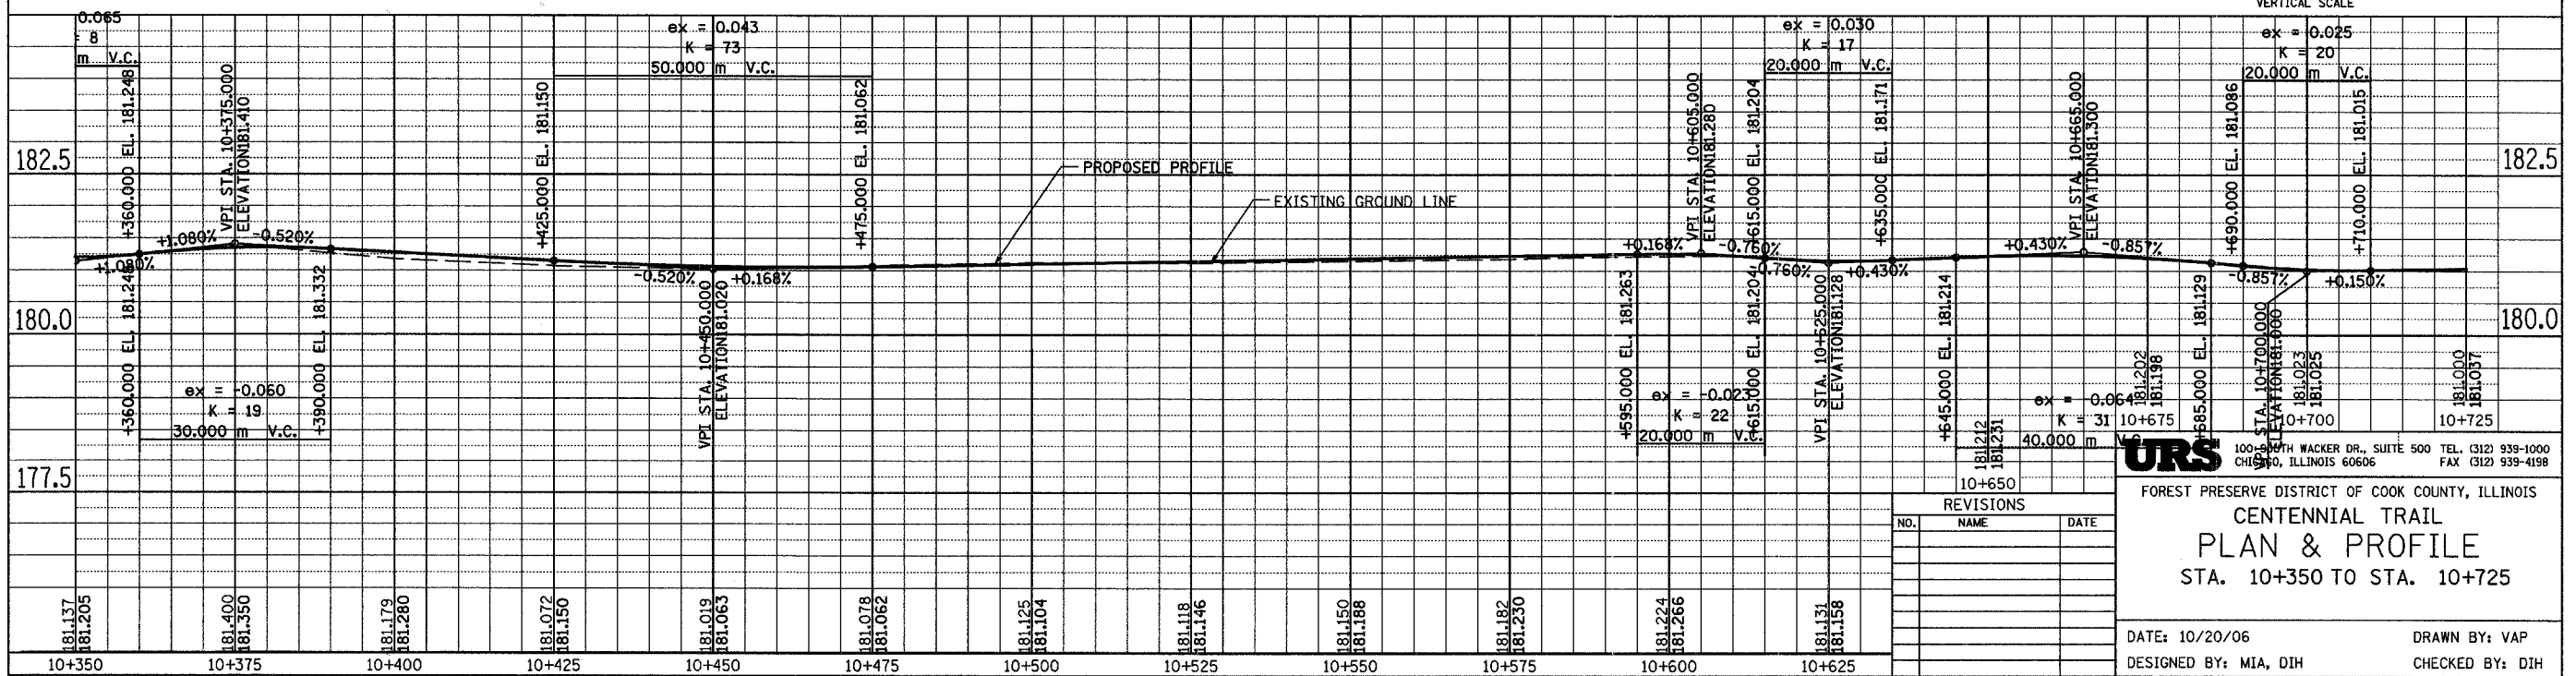 VERTICAL SCALE
0.065
= 8
m V.C.
+360.000 EL. 181.248
VPI STA. 10+375.000
ELEVATION181.410
ex = 0.043
K = 73
50.000 m V.C.
+425.000 EL. 181.150
+475.000 EL. 181.062
ex = 0.030
K = 17
20.000 m V.C.
VPI STA. 10+605.000
ELEVATION181.280
+615.000 EL. 181.204
+635.000 EL. 181.171
VPI STA. 10+665.000
ELEVATION181.300
ex = 0.025
K = 20
20.000 m V.C.
+690.000 EL. 181.086
+710.000 EL. 181.015
182.5
182.5
PROPOSED PROFILE
EXISTING GROUND LINE
+1.080%
-0.520%
+1.080%
-0.520%
+0.168%
+0.168%
-0.760%
-0.760%
+0.430%
+0.430%
-0.857%
-0.857%
+0.150%
180.0
180.0
+360.000 EL. 181.248
+390.000 EL. 181.332
ex = -0.060
K = 19
30.000 m V.C.
VPI STA. 10+450.000
ELEVATION181.020
+595.000 EL. 181.263
+615.000 EL. 181.204
ex = -0.023
K = 22
20.000 m V.C.
VPI STA. 10+625.000
ELEVATION181.128
+645.000 EL. 181.214
+685.000 EL. 181.129
ex = -0.064
K = 31
40.000 m V.C.
VPI STA. 10+700.000
ELEVATION181.000
181.212
181.231
10+650
181.202
181.198
10+675
181.023
181.025
10+700
181.000
181.037
10+725
177.5
URS
100 SOUTH WACKER DR., SUITE 500 TEL. (312) 939-1000
CHICAGO, ILLINOIS 60606 FAX (312) 939-4198
FOREST PRESERVE DISTRICT OF COOK COUNTY, ILLINOIS
CENTENNIAL TRAIL
PLAN & PROFILE
STA. 10+350 TO STA. 10+725
REVISIONS
NO. NAME DATE
DATE: 10/20/06 DRAWN BY: VAP
DESIGNED BY: MIA, DIH CHECKED BY: DIH
181.137
181.205
181.400
181.350
181.179
181.280
181.072
181.150
181.019
181.063
181.078
181.062
181.125
181.104
181.118
181.146
181.150
181.188
181.182
181.230
181.224
181.266
181.131
181.158
10+350 10+375 10+400 10+425 10+450 10+475 10+500 10+525 10+550 10+575 10+600 10+625